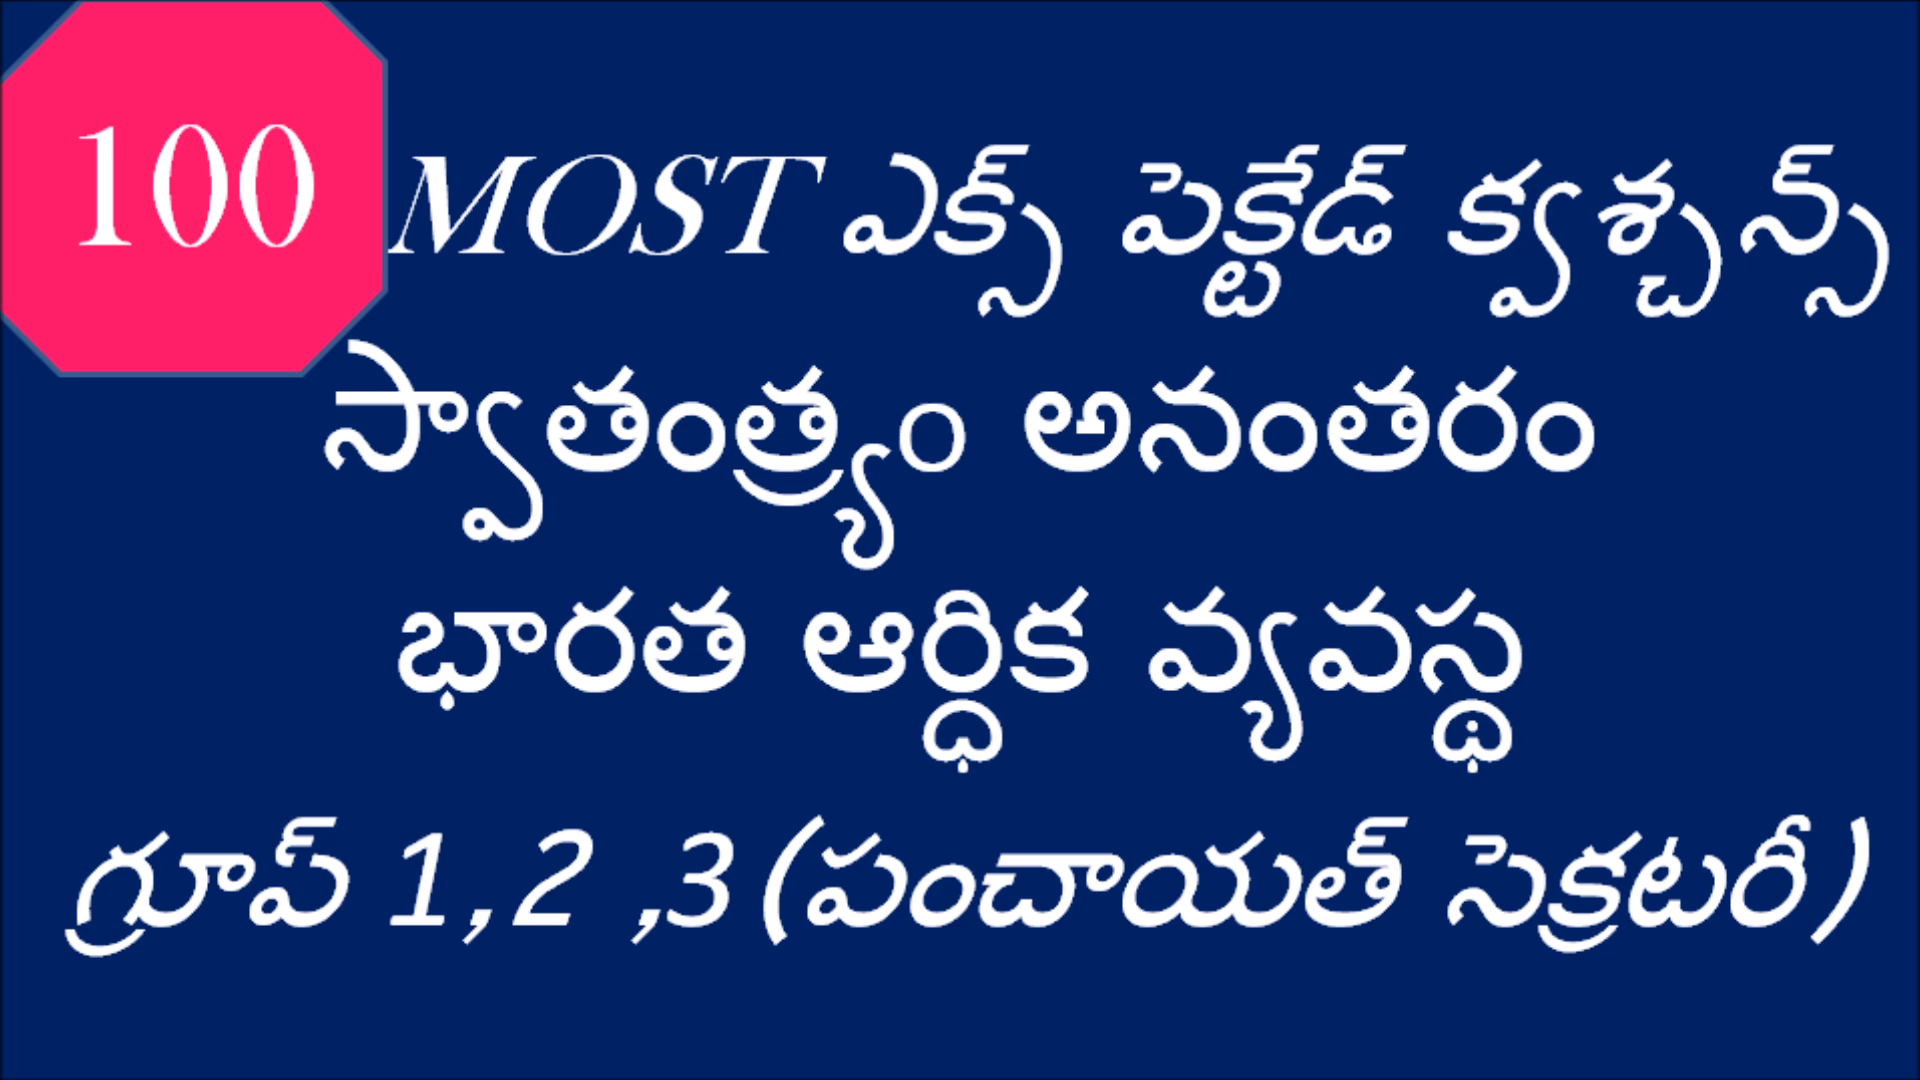 100
MOST ఎక్స్ పెక్టేడ్ క్వశ్చన్స్
స్వాతంత్ర్యం అనంతరం
భారత ఆర్ధిక వ్యవస్థ
గ్రూప్ 1,2 ,3(పంచాయత్ సెక్రటరీ)